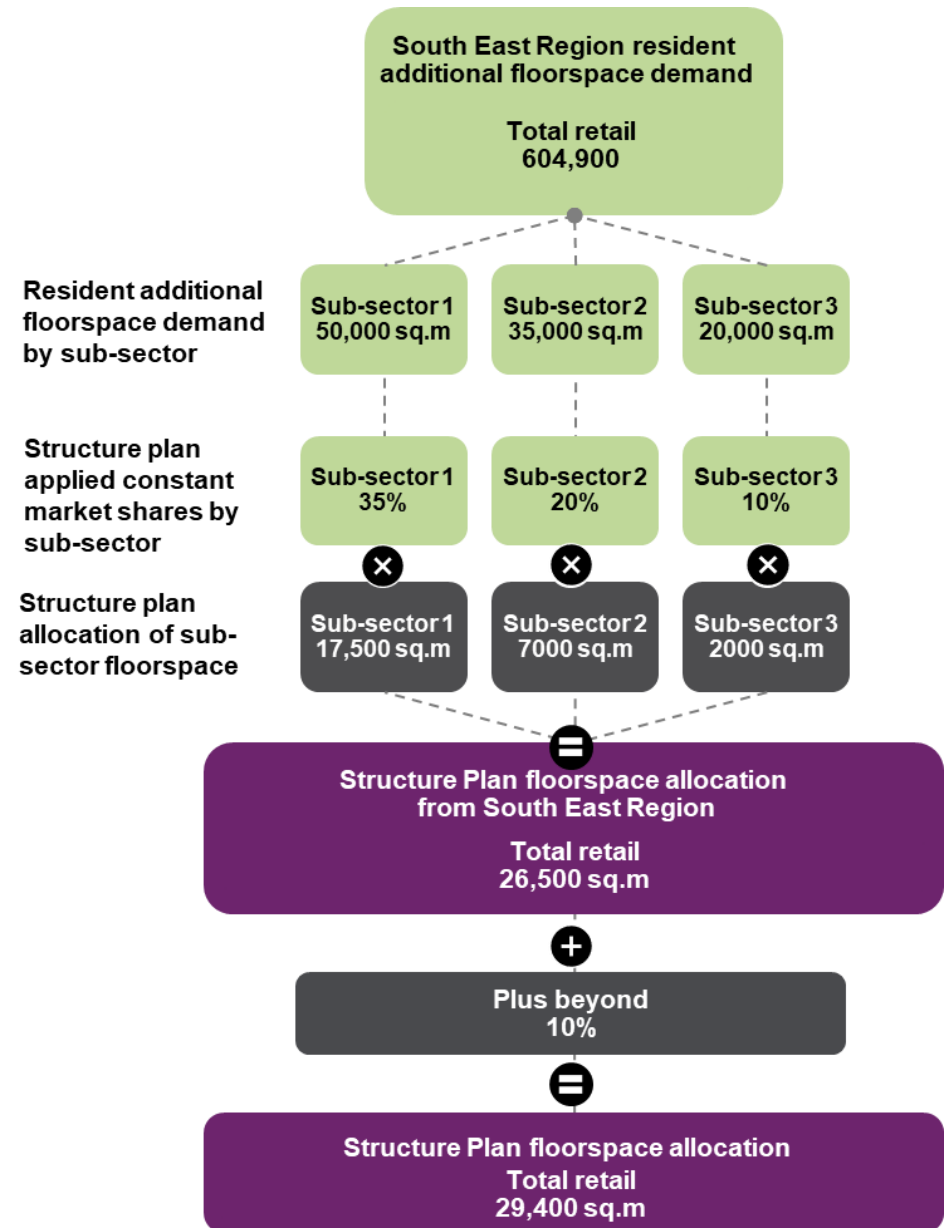 South East Region resident
additional floorspace demand
Total retail
604,900
Resident additional
floorspace demand
by sub-sector
Sub-sector 1
50,000 sq.m
Sub-sector 2
35,000 sq.m
Sub-sector 3
20,000 sq.m
Structure plan
applied constant
market shares by
sub-sector
Sub-sector 1
35%
Sub-sector 2
20%
Sub-sector 3
10%
×
×
×
Structure plan
allocation of sub-
sector floorspace
Sub-sector 1
17,500 sq.m
Sub-sector 2
7000 sq.m
Sub-sector 3
2000 sq.m
=
Structure Plan floorspace allocation
from South East Region
Total retail
26,500 sq.m
+
Plus beyond
10%
=
Structure Plan floorspace allocation
Total retail
29,400 sq.m